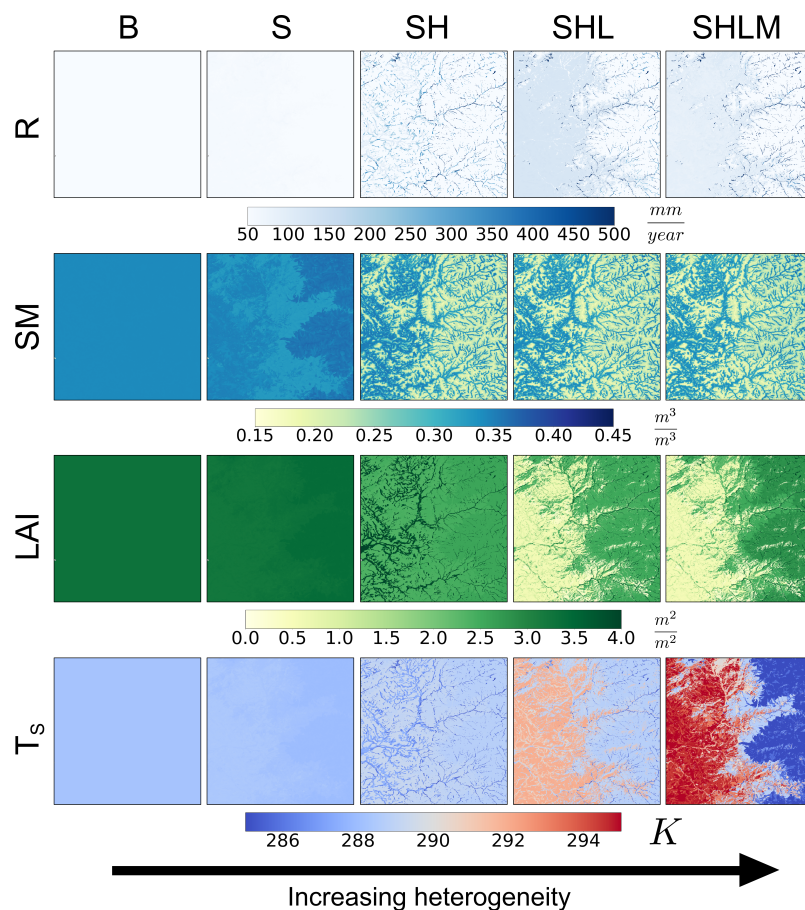 B S SH SHL SHLM
R
50 100 150 200 250 300 350 400 450 500 mm/year
SM
0.15 0.20 0.25 0.30 0.35 0.40 0.45 m³/m³
LAI
0.0 0.5 1.0 1.5 2.0 2.5 3.0 3.5 4.0 m²/m²
Tₛ
286 288 290 292 294 K
Increasing heterogeneity